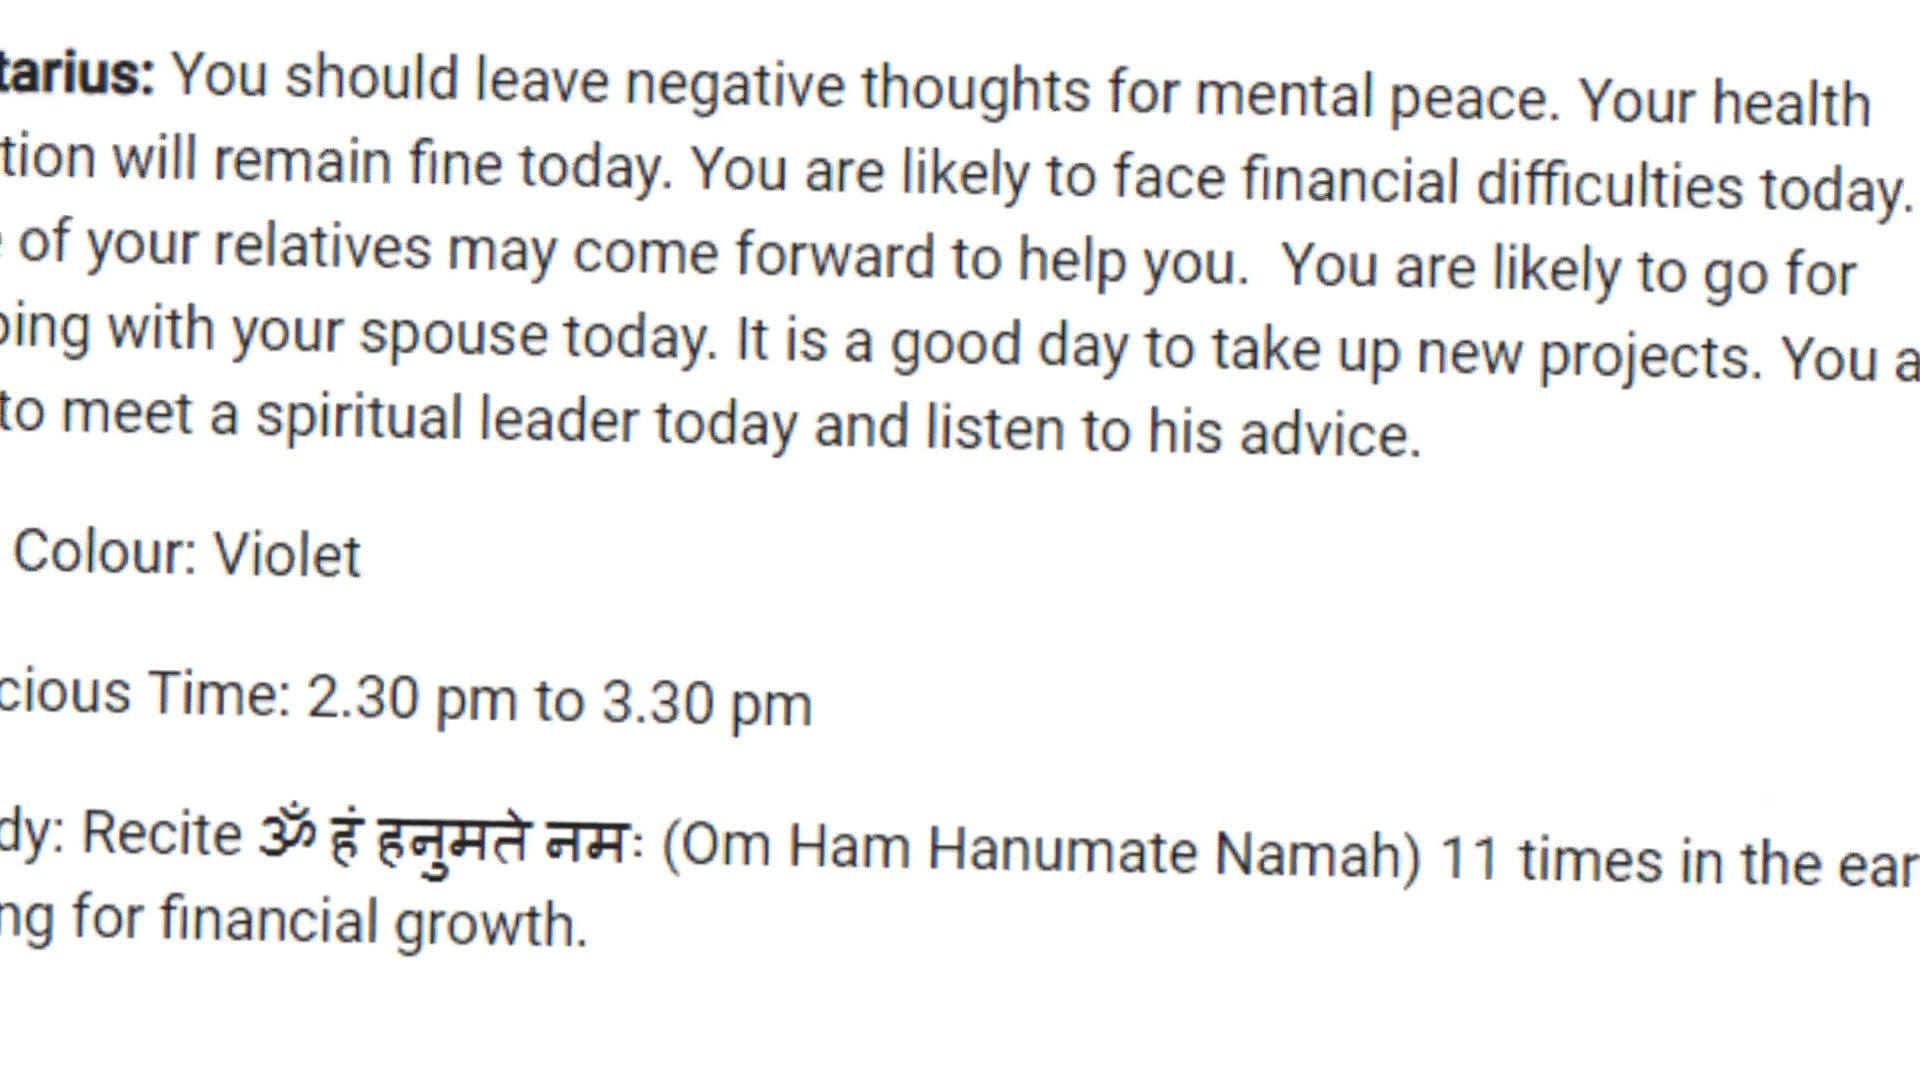 tarius: You should leave negative thoughts for mental peace. Your health
tion will remain fine today. You are likely to face financial difficulties today.
of your relatives may come forward to help you.  You are likely to go for
ping with your spouse today. It is a good day to take up new projects. You a
to meet a spiritual leader today and listen to his advice.
Colour: Violet
cious Time: 2.30 pm to 3.30 pm
dy: Recite ॐ हं हनुमते नमः (Om Ham Hanumate Namah) 11 times in the ear
ng for financial growth.